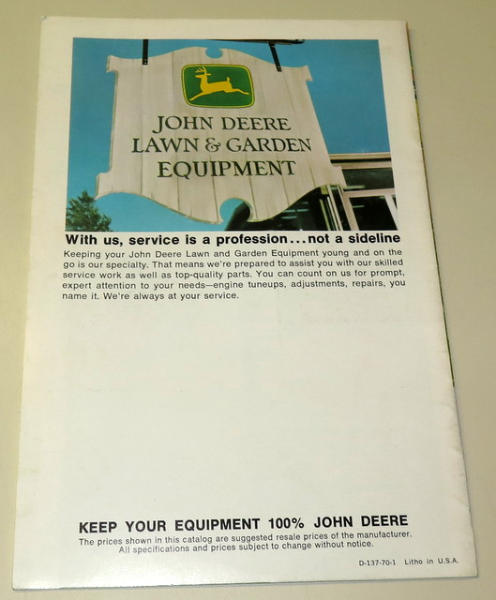 JOHN DEERE
LAWN & GARDEN
EQUIPMENT
With us, service is a profession...not a sideline
Keeping your John Deere Lawn and Garden Equipment young and on the
go is our specialty. That means we're prepared to assist you with our skilled
service work as well as top-quality parts. You can count on us for prompt,
expert attention to your needs—engine tuneups, adjustments, repairs, you
name it. We're always at your service.
KEEP YOUR EQUIPMENT 100% JOHN DEERE
The prices shown in this catalog are suggested resale prices of the manufacturer.
All specifications and prices subject to change without notice.
D-137-70-1 Litho in U.S.A.